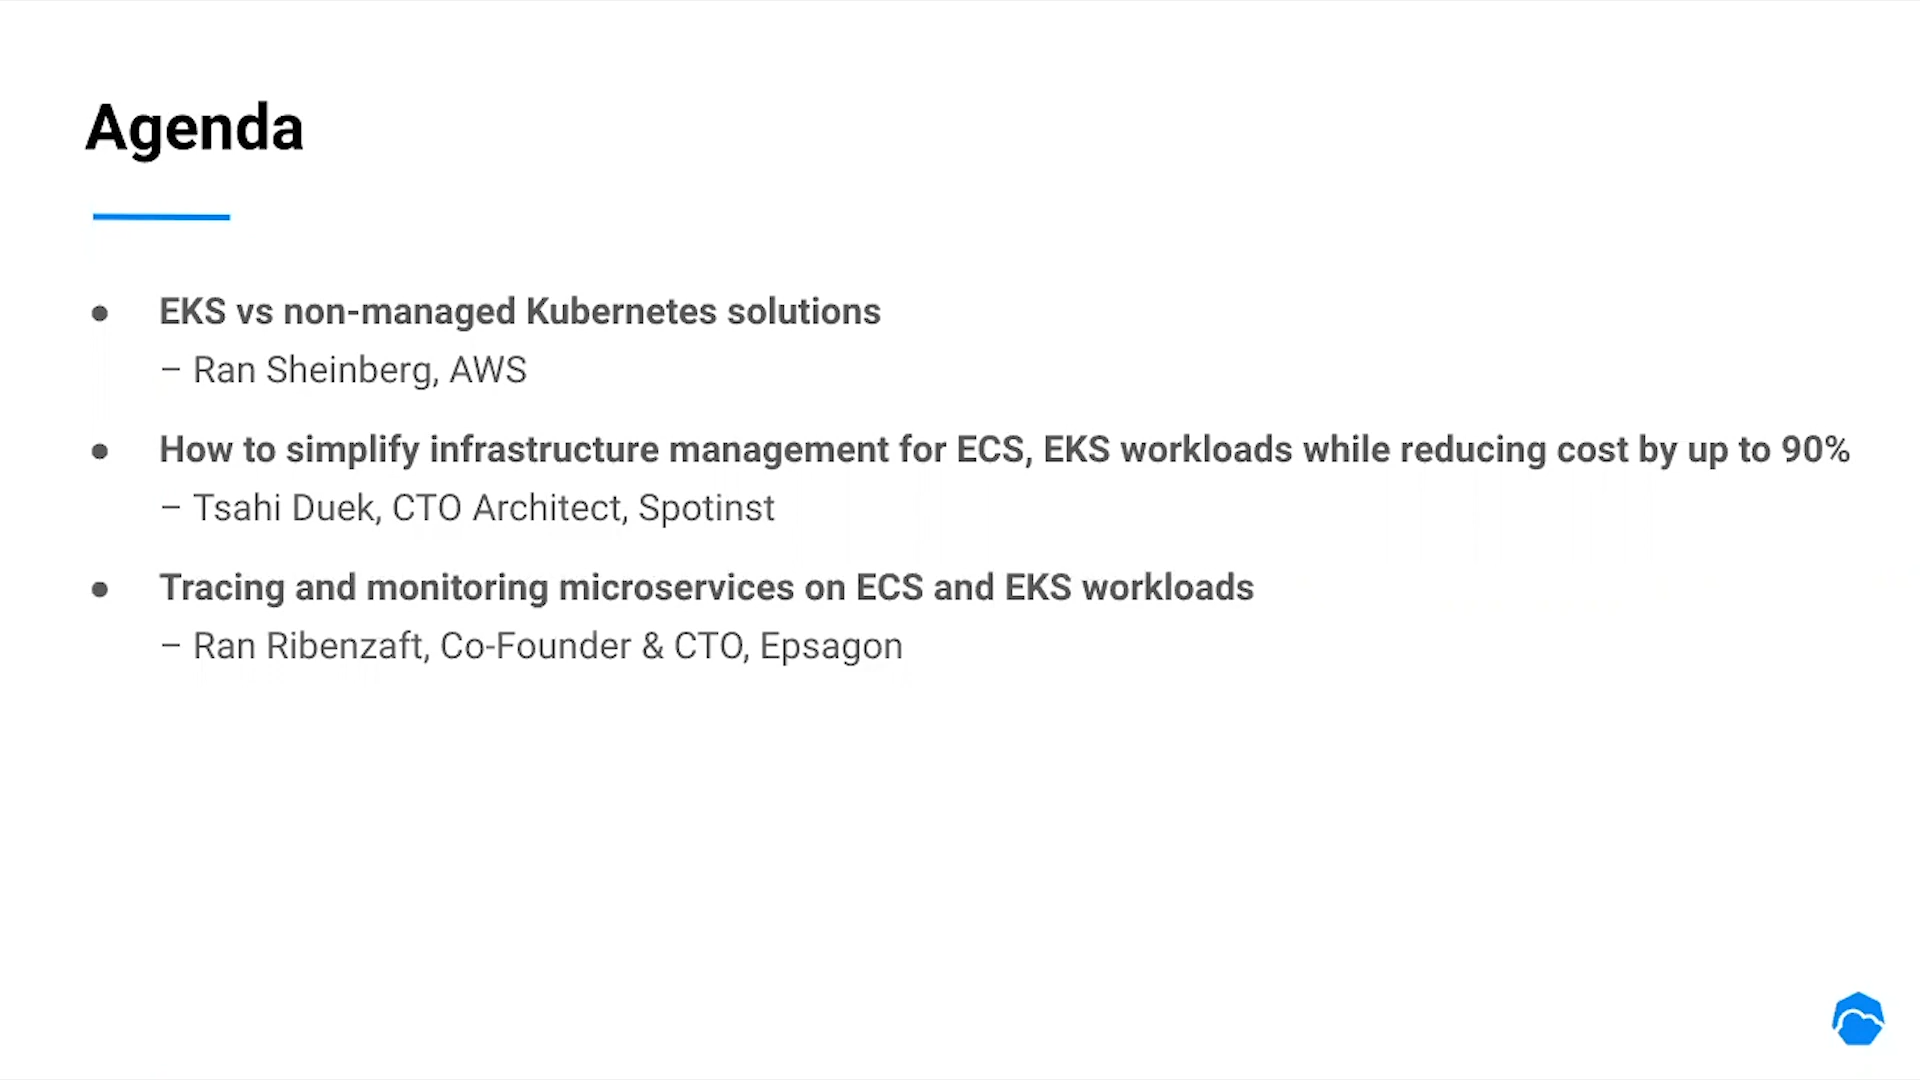 Agenda
● EKS vs non-managed Kubernetes solutions
– Ran Sheinberg, AWS
● How to simplify infrastructure management for ECS, EKS workloads while reducing cost by up to 90%
– Tsahi Duek, CTO Architect, Spotinst
● Tracing and monitoring microservices on ECS and EKS workloads
– Ran Ribenzaft, Co-Founder & CTO, Epsagon